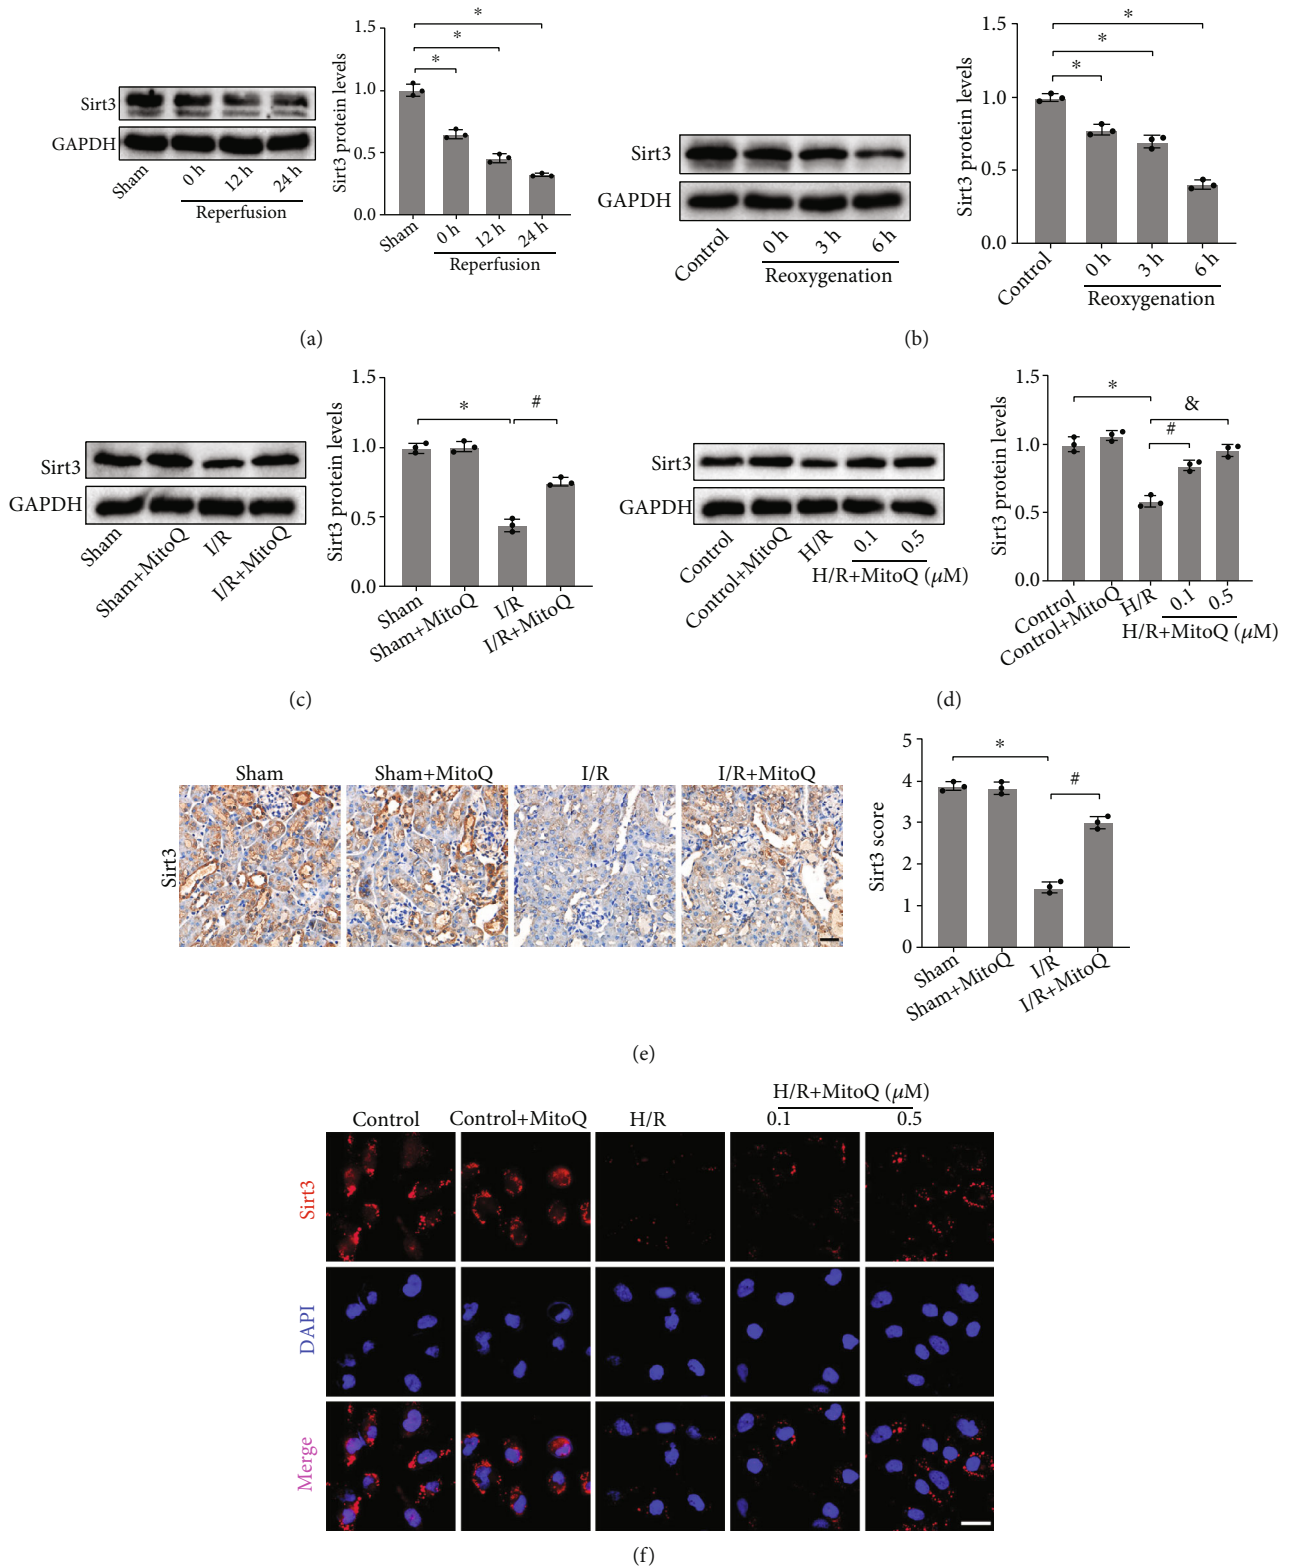 Sirt3
GAPDH
Sham
0 h
12 h
24 h
Reperfusion
Sirt3 protein levels
1.5
1.0
0.5
0.0
*
*
*
Sham
0 h
12 h
24 h
Reperfusion
(a)
Sirt3
GAPDH
Control
0 h
3 h
6 h
Reoxygenation
Sirt3 protein levels
1.5
1.0
0.5
0.0
*
*
*
Control
0 h
3 h
6 h
Reoxygenation
(b)
Sirt3
GAPDH
Sham
Sham+MitoQ
I/R
I/R+MitoQ
Sirt3 protein levels
1.5
1.0
0.5
0.0
*
#
Sham
Sham+MitoQ
I/R
I/R+MitoQ
(c)
Sirt3
GAPDH
Control
Control+MitoQ
H/R
0.1
0.5
H/R+MitoQ (μM)
Sirt3 protein levels
1.5
1.0
0.5
0.0
*
&
#
Control
Control+MitoQ
H/R
0.1
0.5
H/R+MitoQ (μM)
(d)
Sham
Sham+MitoQ
I/R
I/R+MitoQ
Sirt3
Sirt3 score
5
4
3
2
1
0
*
#
Sham
Sham+MitoQ
I/R
I/R+MitoQ
(e)
H/R+MitoQ (μM)
Control
Control+MitoQ
H/R
0.1
0.5
Sirt3
DAPI
Merge
(f)